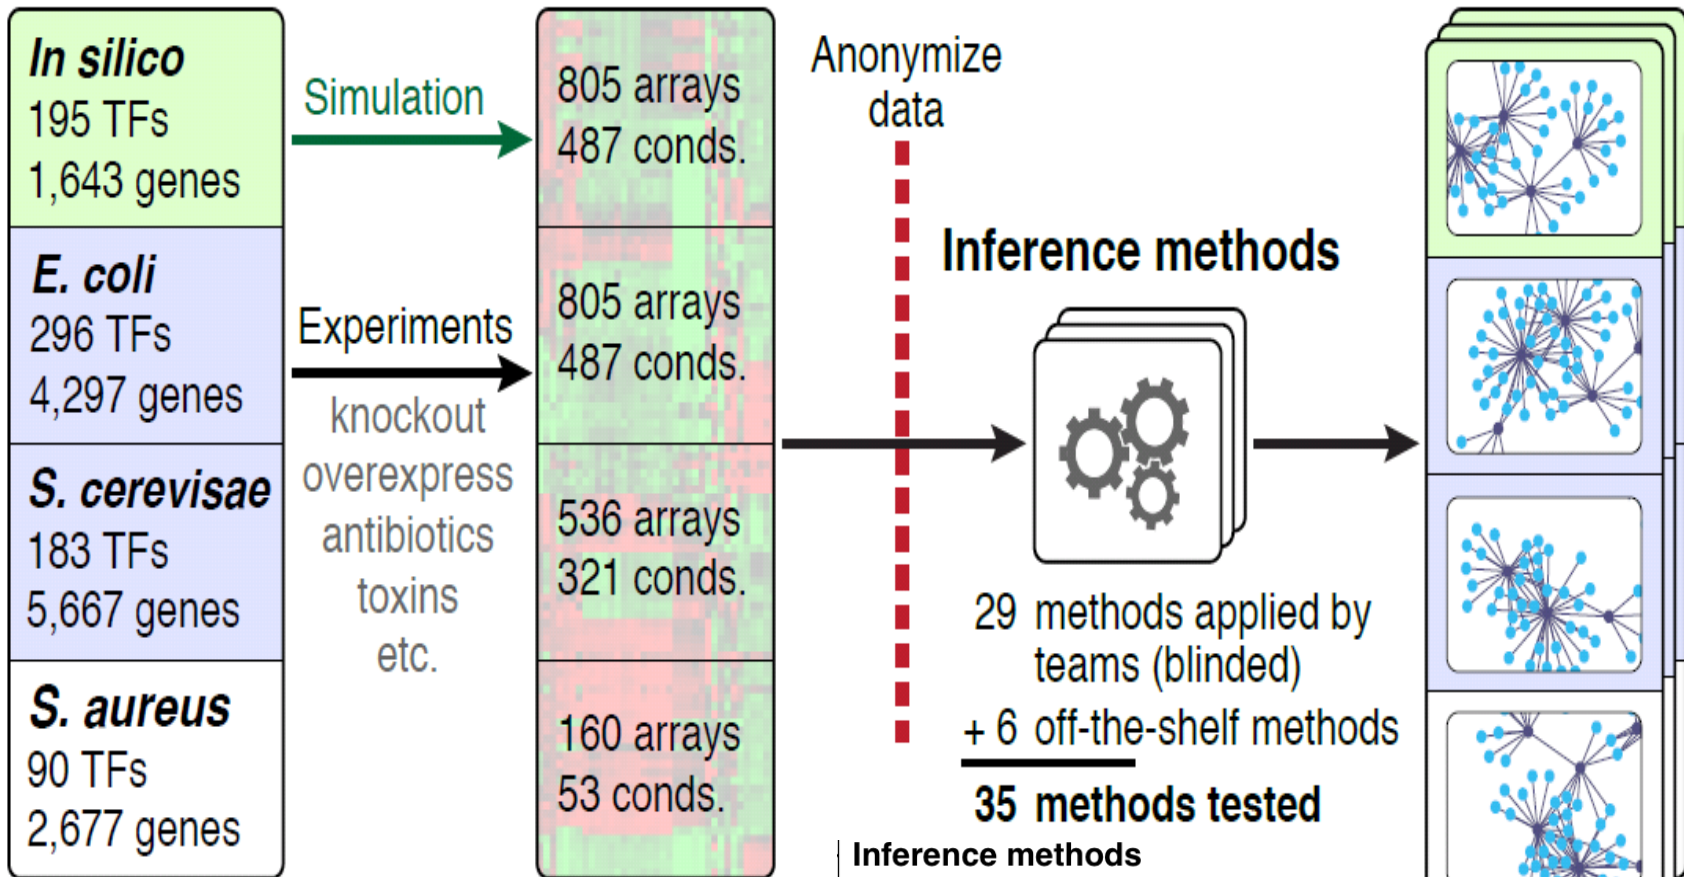 In silico
195 TFs
1,643 genes
E. coli
296 TFs
4,297 genes
S. cerevisae
183 TFs
5,667 genes
S. aureus
90 TFs
2,677 genes
Simulation
Experiments
knockout
overexpress
antibiotics
toxins
etc.
805 arrays
487 conds.
805 arrays
487 conds.
536 arrays
321 conds.
160 arrays
53 conds.
Anonymize
data
Inference methods
29 methods applied by
teams (blinded)
+ 6 off-the-shelf methods
35 methods tested
Inference methods